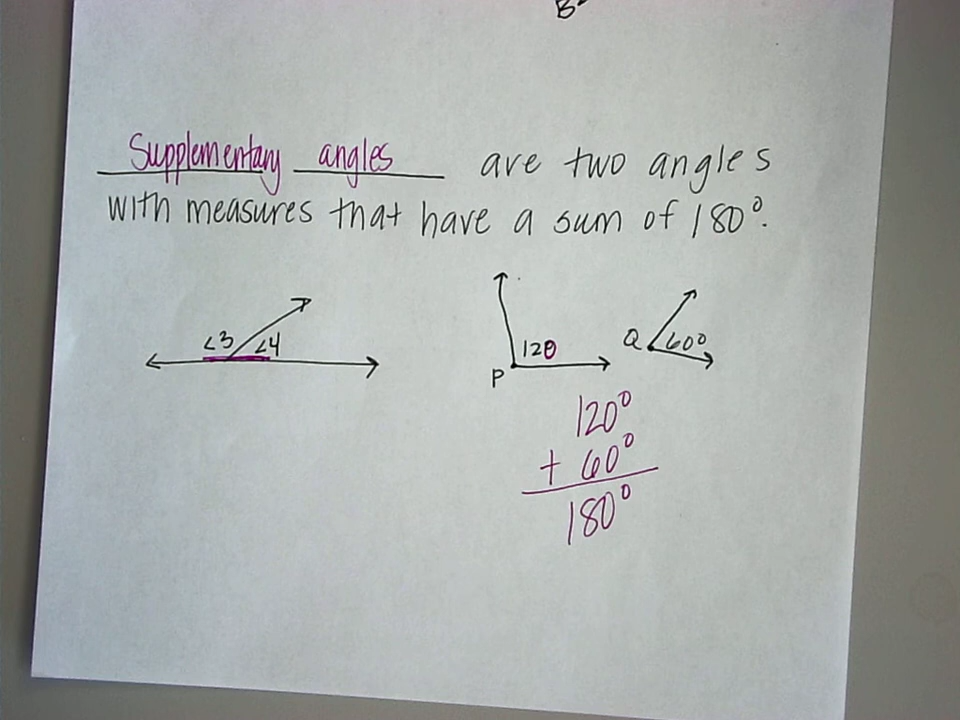 Supplementary angles are two angles
with measures that have a sum of 180°.
∠3 ∠4
P 120
Q 60°
120°
+ 60°
180°